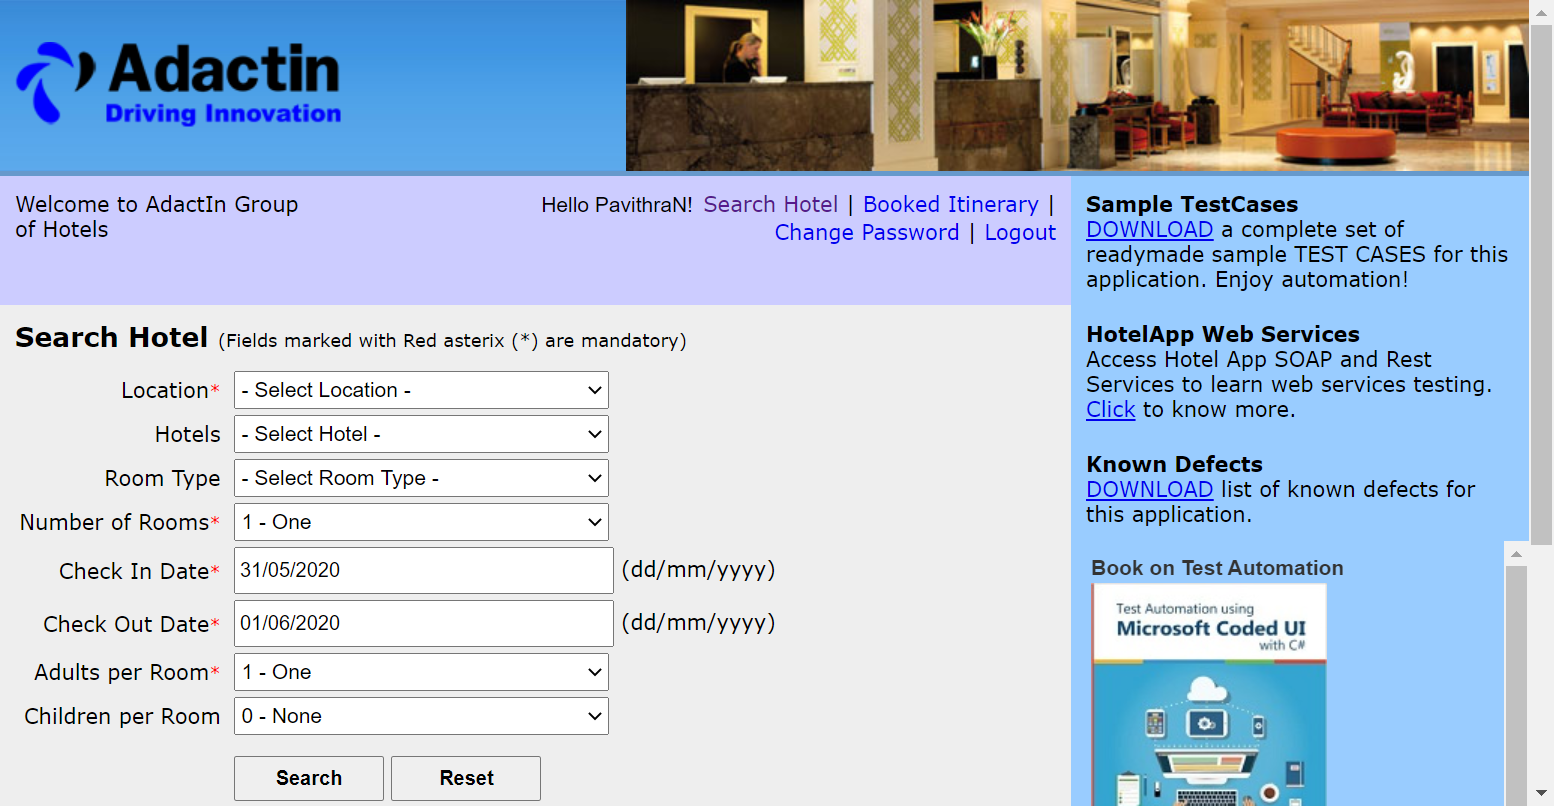 Adactin
Driving Innovation
Welcome to AdactIn Group
of Hotels
Hello PavithraN! Search Hotel | Booked Itinerary |
Change Password | Logout
Search Hotel (Fields marked with Red asterix (*) are mandatory)
Location* - Select Location -
Hotels - Select Hotel -
Room Type - Select Room Type -
Number of Rooms* 1 - One
Check In Date* 31/05/2020 (dd/mm/yyyy)
Check Out Date* 01/06/2020 (dd/mm/yyyy)
Adults per Room* 1 - One
Children per Room 0 - None
Search Reset
Sample TestCases
DOWNLOAD a complete set of
readymade sample TEST CASES for this
application. Enjoy automation!
HotelApp Web Services
Access Hotel App SOAP and Rest
Services to learn web services testing.
Click to know more.
Known Defects
DOWNLOAD list of known defects for
this application.
Book on Test Automation
Test Automation using
Microsoft Coded UI
with C#